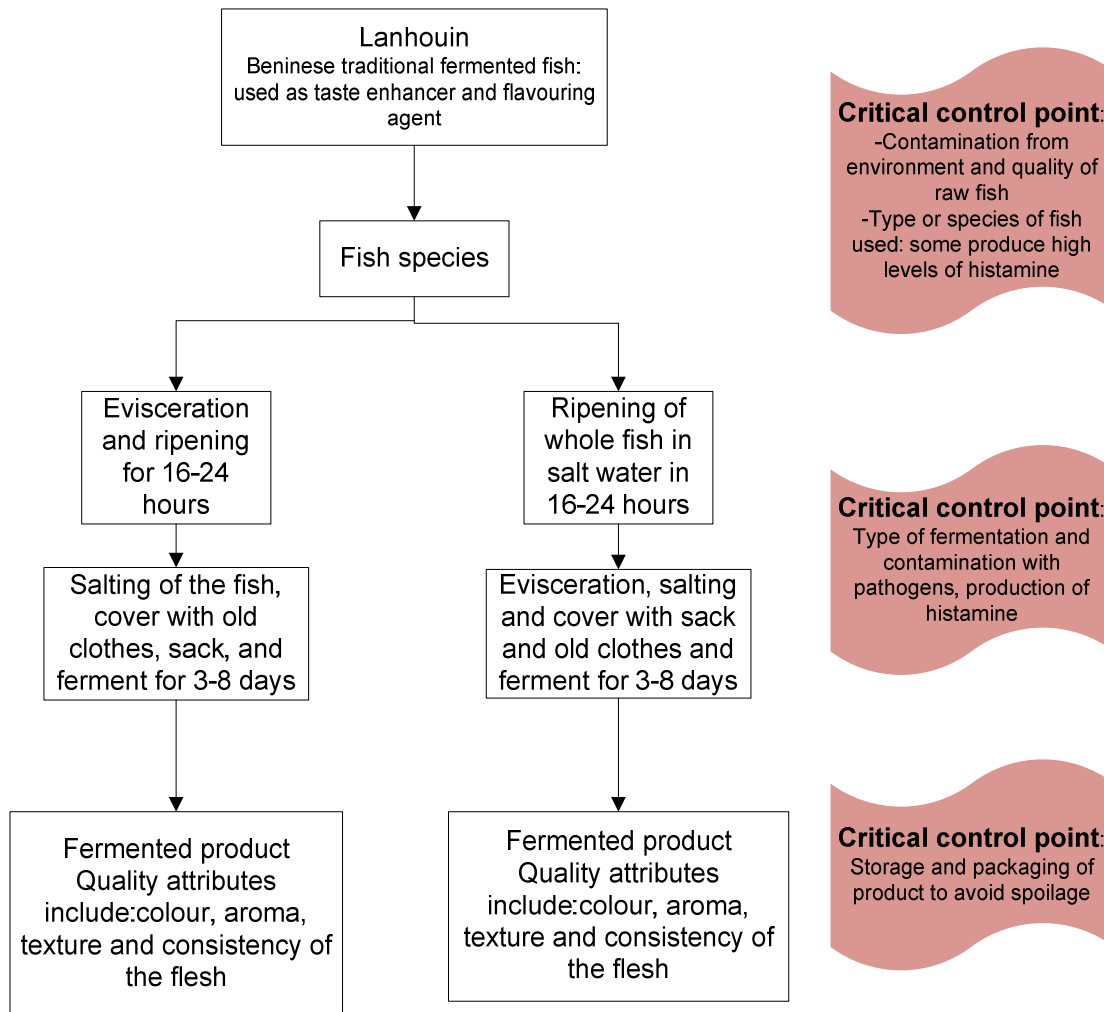 Lanhouin
Beninese traditional fermented fish:
used as taste enhancer and flavouring
agent
Fish species
Evisceration
and ripening
for 16-24
hours
Ripening of
whole fish in
salt water in
16-24 hours
Salting of the fish,
cover with old
clothes, sack, and
ferment for 3-8 days
Evisceration, salting
and cover with sack
and old clothes and
ferment for 3-8 days
Fermented product
Quality attributes
include:colour, aroma,
texture and consistency of
the flesh
Fermented product
Quality attributes
include:colour, aroma,
texture and consistency of
the flesh
Critical control point:
-Contamination from
environment and quality of
raw fish
-Type or species of fish
used: some produce high
levels of histamine
Critical control point:
Type of fermentation and
contamination with
pathogens, production of
histamine
Critical control point:
Storage and packaging of
product to avoid spoilage